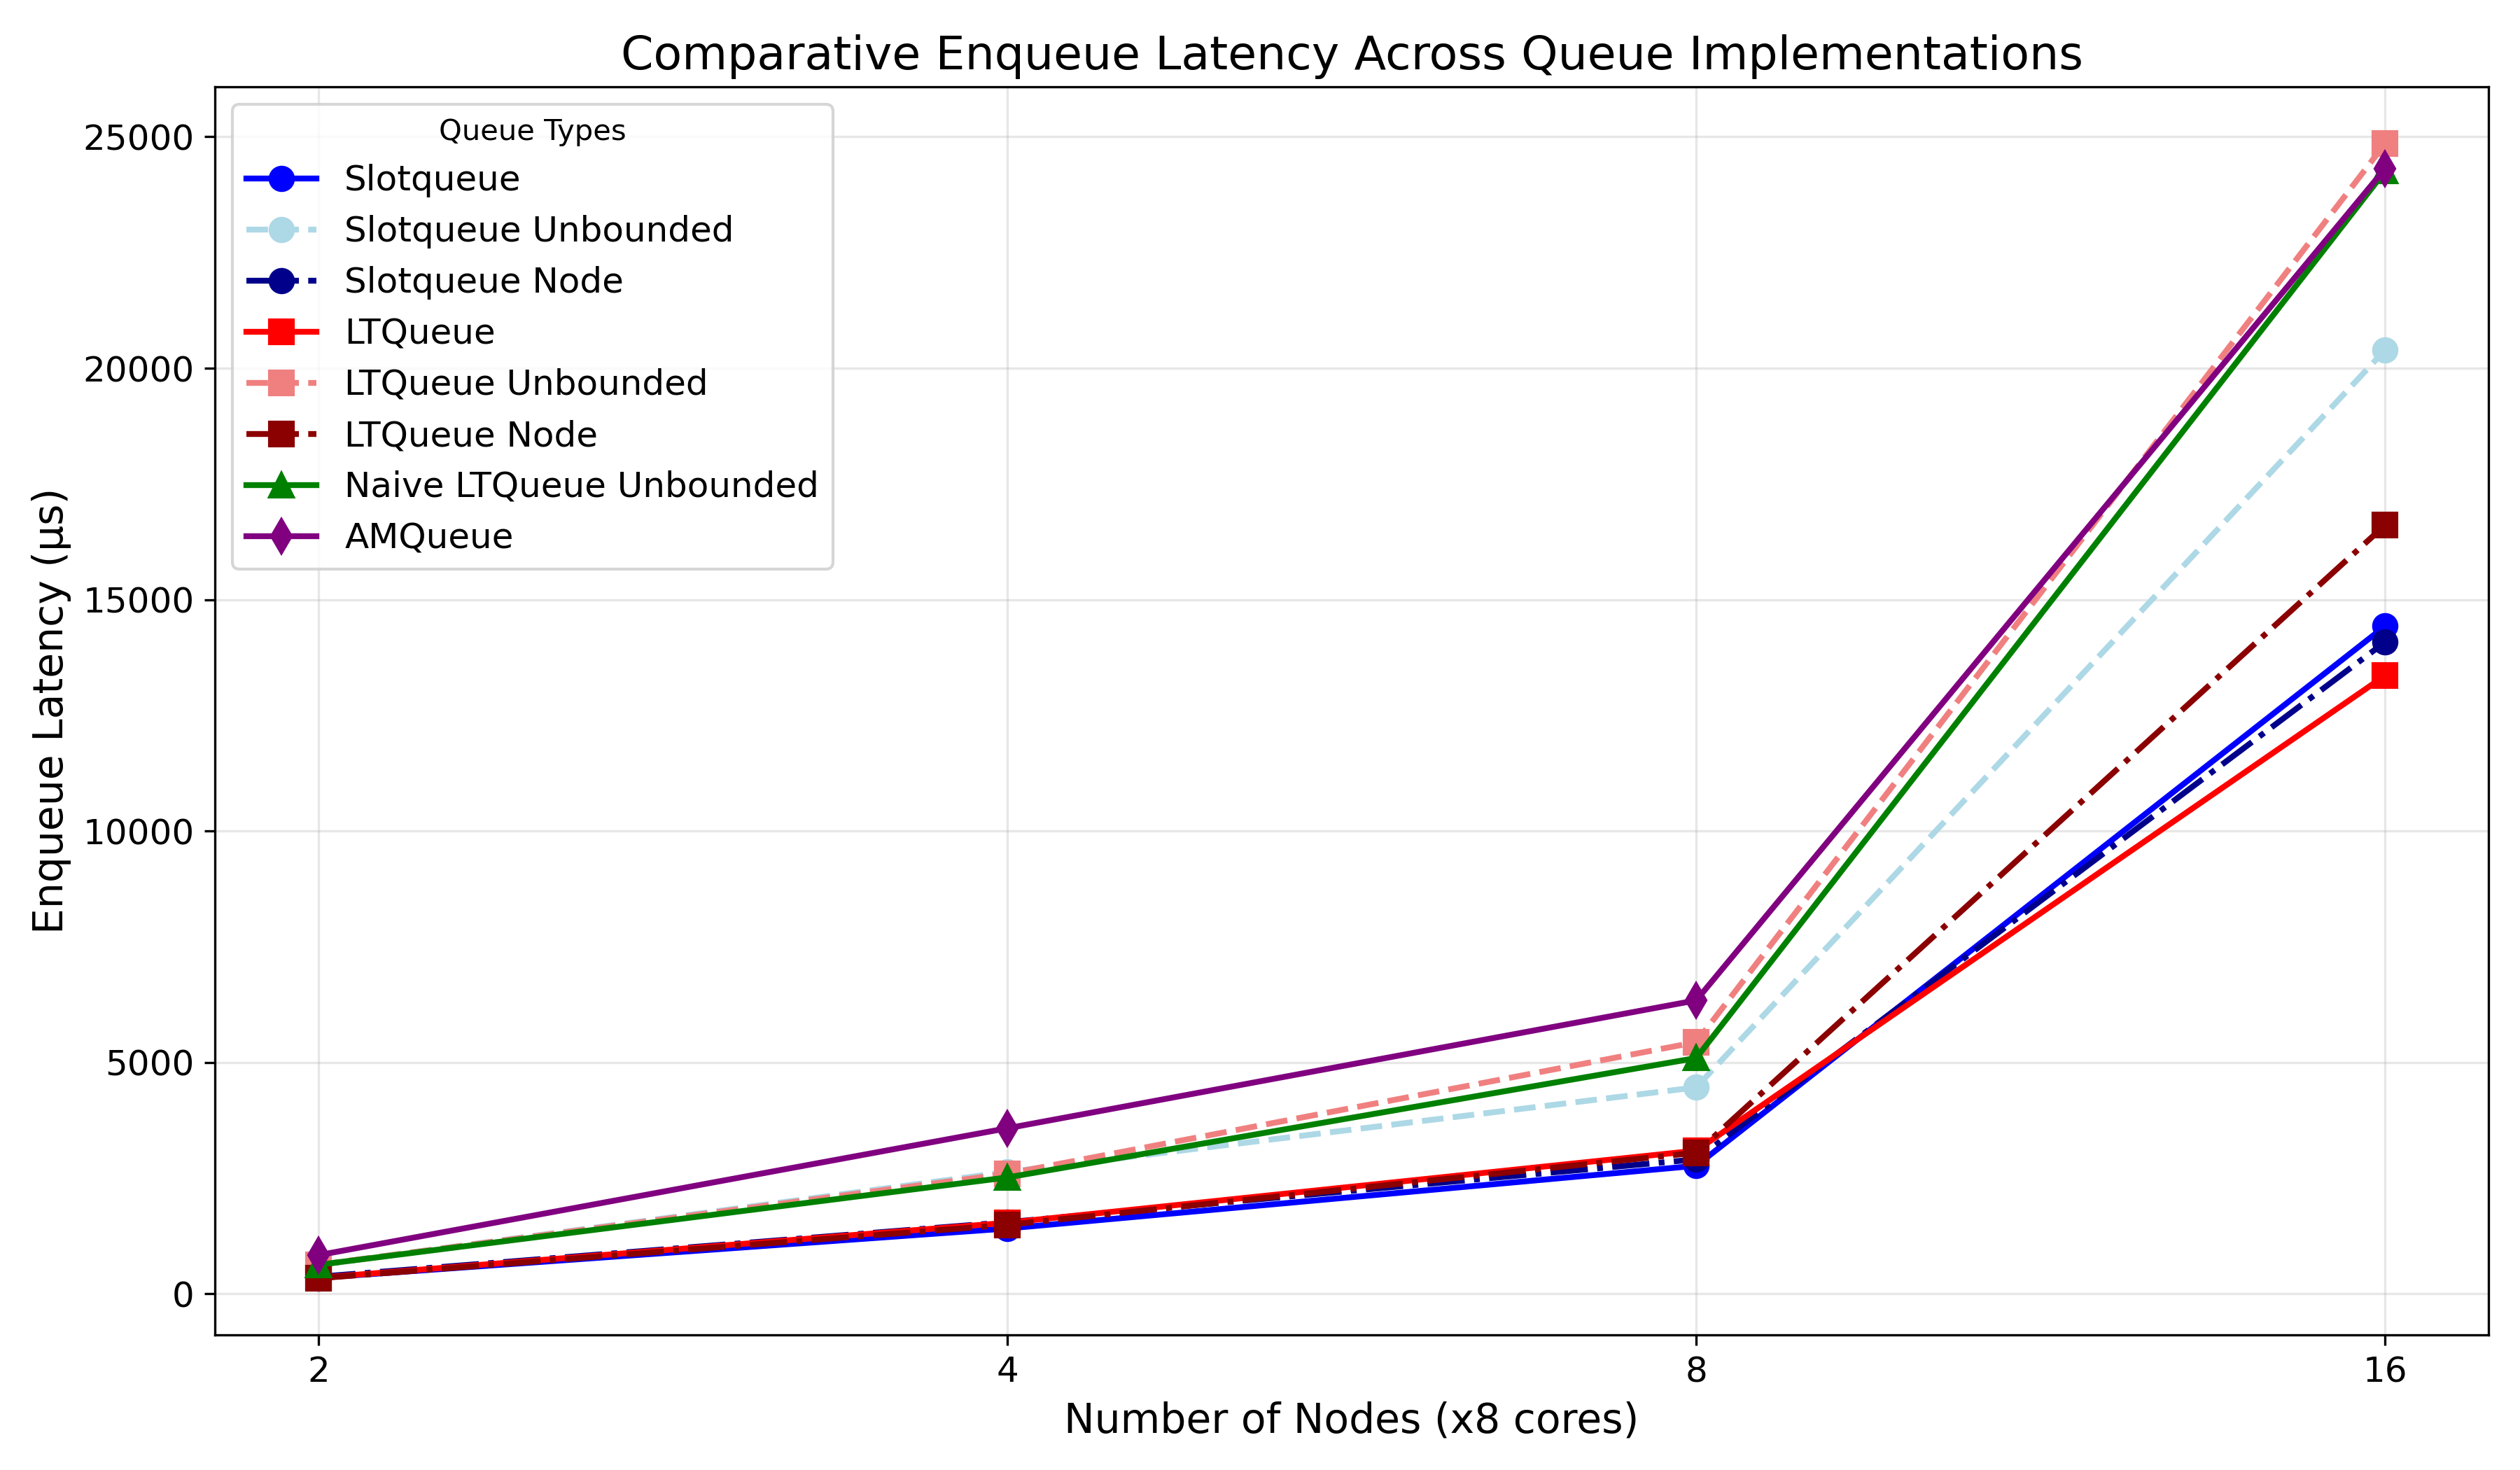 Comparative Enqueue Latency Across Queue Implementations
Enqueue Latency (µs)
25000
20000
15000
10000
5000
0
Queue Types
Slotqueue
Slotqueue Unbounded
Slotqueue Node
LTQueue
LTQueue Unbounded
LTQueue Node
Naive LTQueue Unbounded
AMQueue
2 4 8 16
Number of Nodes (x8 cores)